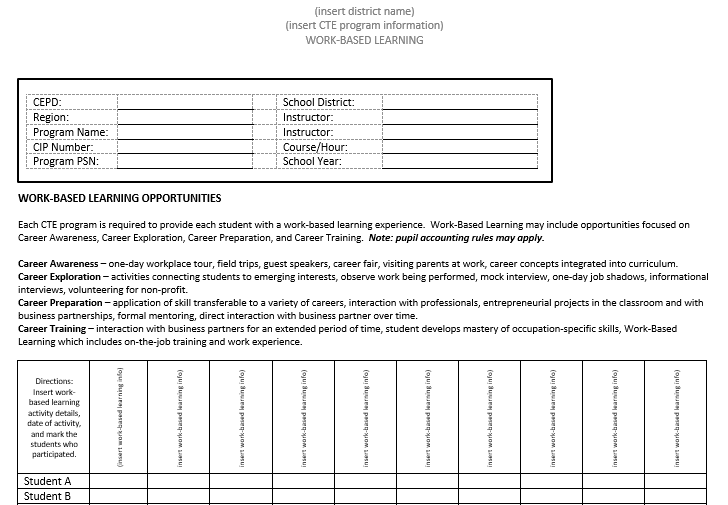 (insert district name)
(insert CTE program information)
WORK-BASED LEARNING
CEPD: School District:
Region: Instructor:
Program Name: Instructor:
CIP Number: Course/Hour:
Program PSN: School Year:
WORK-BASED LEARNING OPPORTUNITIES
Each CTE program is required to provide each student with a work-based learning experience. Work-Based Learning may include opportunities focused on
Career Awareness, Career Exploration, Career Preparation, and Career Training. Note: pupil accounting rules may apply.
Career Awareness – one-day workplace tour, field trips, guest speakers, career fair, visiting parents at work, career concepts integrated into curriculum.
Career Exploration – activities connecting students to emerging interests, observe work being performed, mock interview, one-day job shadows, informational
interviews, volunteering for non-profit.
Career Preparation – application of skill transferable to a variety of careers, interaction with professionals, entrepreneurial projects in the classroom and with
business partnerships, formal mentoring, direct interaction with business partner over time.
Career Training – interaction with business partners for an extended period of time, student develops mastery of occupation-specific skills, Work-Based
Learning which includes on-the-job training and work experience.
Directions:
Insert work-
based learning
activity details,
date of activity,
and mark the
students who
participated.
(insert work-based learning info)
insert work-based learning info)
insert work-based learning info)
insert work-based learning info)
insert work-based learning info)
insert work-based learning info)
insert work-based learning info)
insert work-based learning info)
insert work-based learning info)
insert work-based learning info)
Student A
Student B